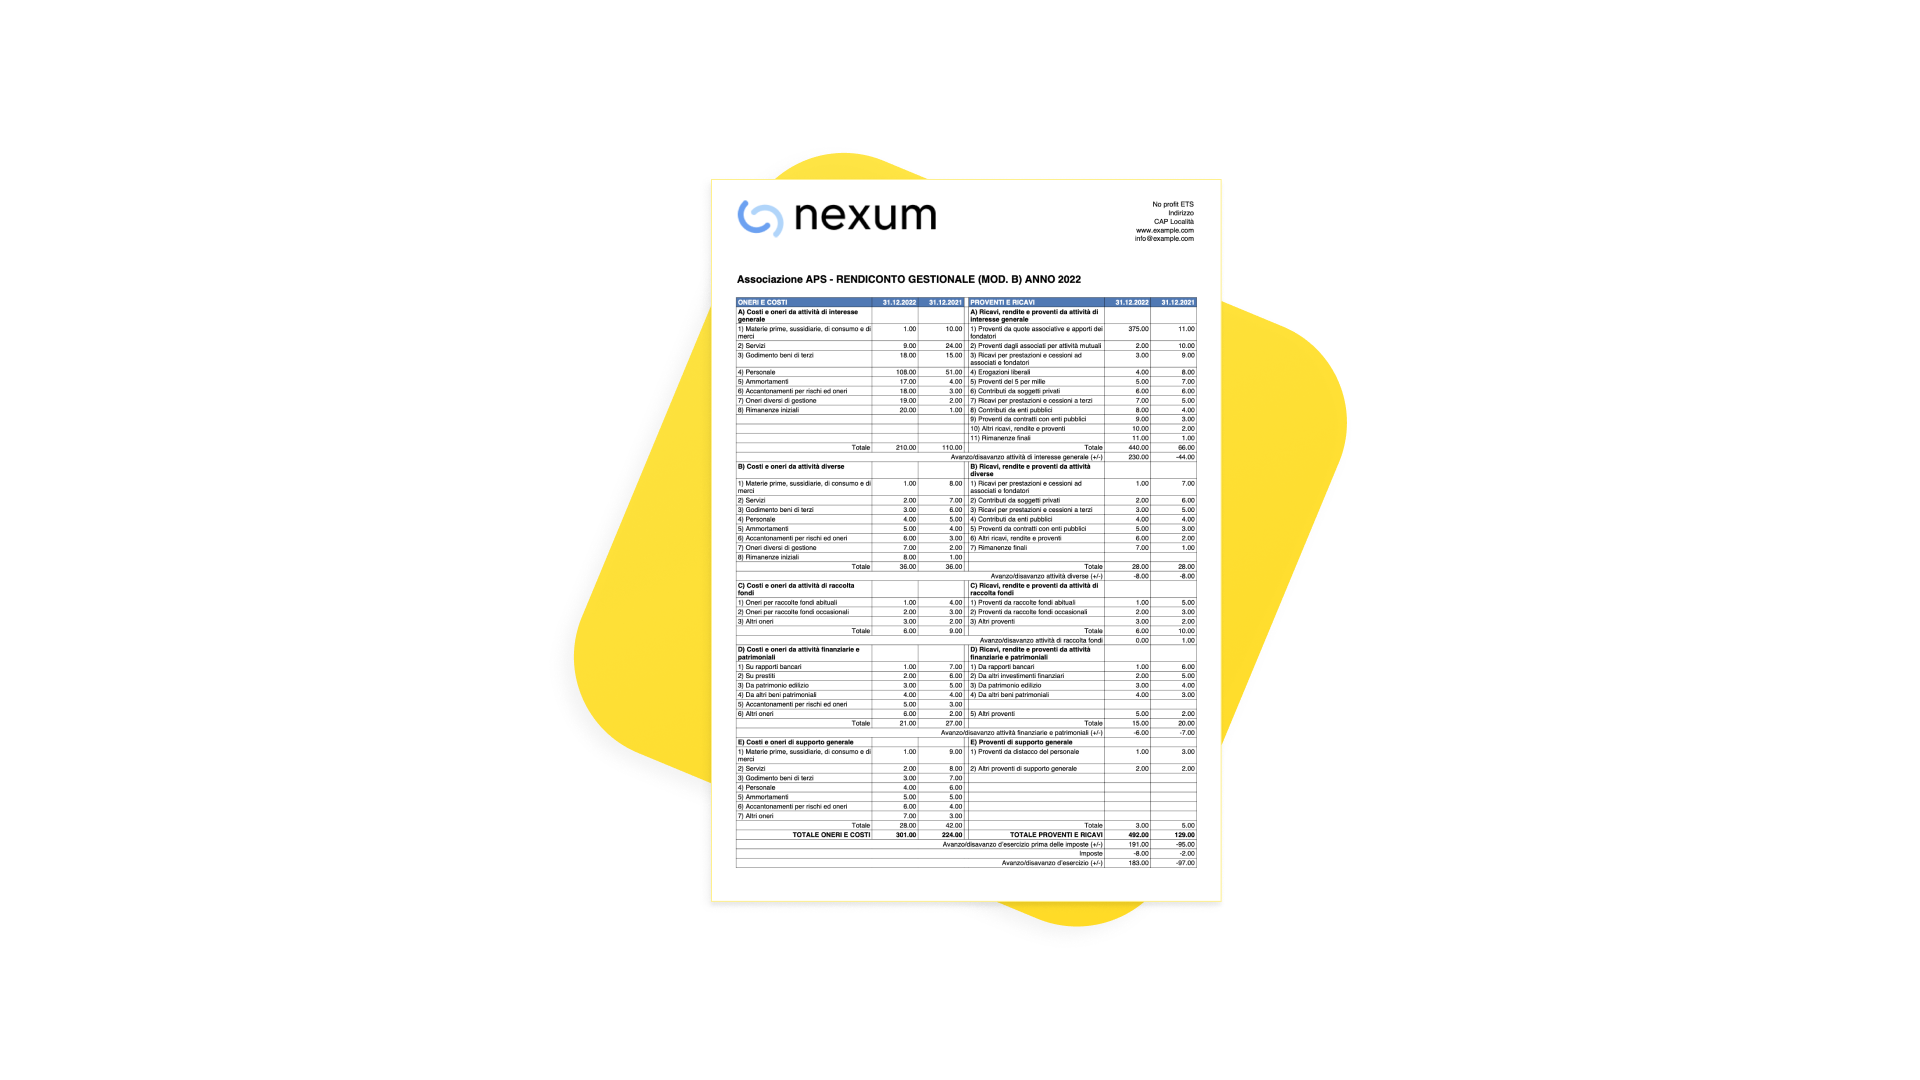 nexum
No profit ETS
Indirizzo
CAP Località
www.example.com
info@example.com
Associazione APS - RENDICONTO GESTIONALE (MOD. B) ANNO 2022
ONERI E COSTI 31.12.2022 31.12.2021 PROVENTI E RICAVI 31.12.2022 31.12.2021
A) Costi e oneri da attività di interesse A) Ricavi, rendite e proventi da attività di
generale interesse generale
1) Materie prime, sussidiarie, di consumo e di 1.00 10.00 1) Proventi da quote associative e apporti dei 375.00 11.00
merci fondatori
2) Servizi 9.00 24.00 2) Proventi dagli associati per attività mutuali 2.00 10.00
3) Godimento beni di terzi 18.00 15.00 3) Ricavi per prestazioni e cessioni ad 3.00 9.00
associati e fondatori
4) Personale 108.00 51.00 4) Erogazioni liberali 4.00 8.00
5) Ammortamenti 17.00 4.00 5) Proventi del 5 per mille 5.00 7.00
6) Accantonamenti per rischi ed oneri 18.00 3.00 6) Contributi da soggetti privati 6.00 6.00
7) Oneri diversi di gestione 19.00 2.00 7) Ricavi per prestazioni e cessioni a terzi 7.00 5.00
8) Rimanenze iniziali 20.00 1.00 8) Contributi da enti pubblici 8.00 4.00
9) Proventi da contratti con enti pubblici 9.00 3.00
10) Altri ricavi, rendite e proventi 10.00 2.00
11) Rimanenze finali 11.00 1.00
Totale 210.00 110.00 Totale 440.00 66.00
Avanzo/disavanzo attività di interesse generale (+/-) 230.00 -44.00
B) Costi e oneri da attività diverse B) Ricavi, rendite e proventi da attività
diverse
1) Materie prime, sussidiarie, di consumo e di 1.00 8.00 1) Ricavi per prestazioni e cessioni ad 1.00 7.00
merci associati e fondatori
2) Servizi 2.00 7.00 2) Contributi da soggetti privati 2.00 6.00
3) Godimento beni di terzi 3.00 6.00 3) Ricavi per prestazioni e cessioni a terzi 3.00 5.00
4) Personale 4.00 5.00 4) Contributi da enti pubblici 4.00 4.00
5) Ammortamenti 5.00 4.00 5) Proventi da contratti con enti pubblici 5.00 3.00
6) Accantonamenti per rischi ed oneri 6.00 3.00 6) Altri ricavi, rendite e proventi 6.00 2.00
7) Oneri diversi di gestione 7.00 2.00 7) Rimanenze finali 7.00 1.00
8) Rimanenze iniziali 8.00 1.00
Totale 36.00 36.00 Totale 28.00 28.00
Avanzo/disavanzo attività diverse (+/-) -8.00 -8.00
C) Costi e oneri da attività di raccolta C) Ricavi, rendite e proventi da attività di
fondi raccolta fondi
1) Oneri per raccolte fondi abituali 1.00 4.00 1) Proventi da raccolte fondi abituali 1.00 5.00
2) Oneri per raccolte fondi occasionali 2.00 3.00 2) Proventi da raccolte fondi occasionali 2.00 3.00
3) Altri oneri 3.00 2.00 3) Altri proventi 3.00 2.00
Totale 6.00 9.00 Totale 6.00 10.00
Avanzo/disavanzo attività di raccolta fondi 0.00 1.00
D) Costi e oneri da attività finanziarie e D) Ricavi, rendite e proventi da attività
patrimoniali finanziarie e patrimoniali
1) Su rapporti bancari 1.00 7.00 1) Da rapporti bancari 1.00 6.00
2) Su prestiti 2.00 6.00 2) Da altri investimenti finanziari 2.00 5.00
3) Da patrimonio edilizio 3.00 5.00 3) Da patrimonio edilizio 3.00 4.00
4) Da altri beni patrimoniali 4.00 4.00 4) Da altri beni patrimoniali 4.00 3.00
5) Accantonamenti per rischi ed oneri 5.00 3.00
6) Altri oneri 6.00 2.00 5) Altri proventi 5.00 2.00
Totale 21.00 27.00 Totale 15.00 20.00
Avanzo/disavanzo attività finanziarie e patrimoniali (+/-) -6.00 -7.00
E) Costi e oneri di supporto generale E) Proventi di supporto generale
1) Materie prime, sussidiarie, di consumo e di 1.00 9.00 1) Proventi da distacco del personale 1.00 3.00
merci
2) Servizi 2.00 8.00 2) Altri proventi di supporto generale 2.00 2.00
3) Godimento beni di terzi 3.00 7.00
4) Personale 4.00 6.00
5) Ammortamenti 5.00 5.00
6) Accantonamenti per rischi ed oneri 6.00 4.00
7) Altri oneri 7.00 3.00
Totale 28.00 42.00 Totale 3.00 5.00
TOTALE ONERI E COSTI 301.00 224.00 TOTALE PROVENTI E RICAVI 492.00 129.00
Avanzo/disavanzo d'esercizio prima delle imposte (+/-) 191.00 -95.00
Imposte -8.00 -2.00
Avanzo/disavanzo d'esercizio (+/-) 183.00 -97.00